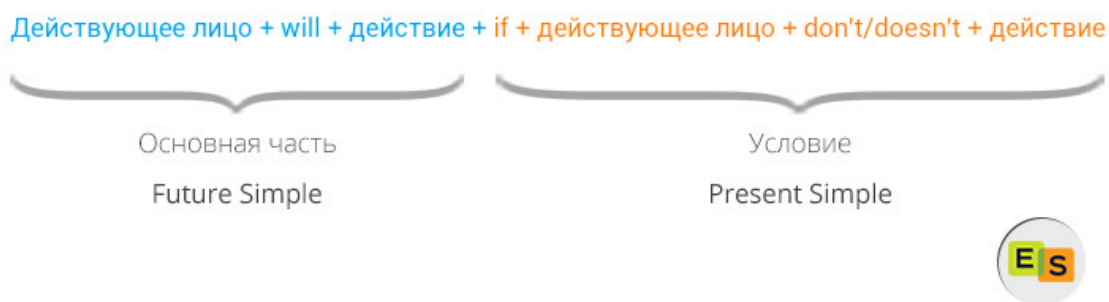 Действующее лицо + will + действие + if + действующее лицо + don't/doesn't + действие
Основная часть Условие
Future Simple Present Simple
E S